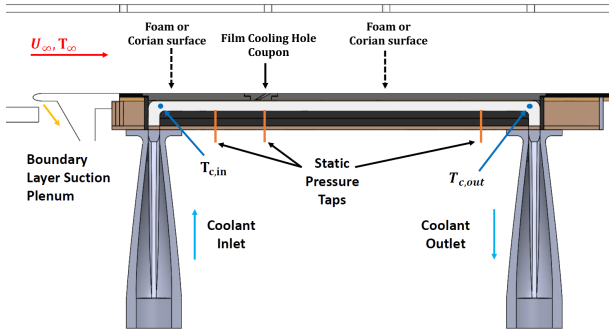 Foam or
Corian surface
Film Cooling Hole
Coupon
Foam or
Corian surface
U∞, T∞
Boundary
Layer Suction
Plenum
Tc,in
Static
Pressure
Taps
Tc,out
Coolant
Inlet
Coolant
Outlet